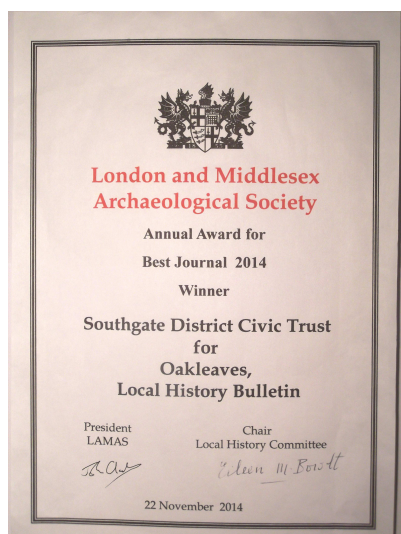 London and Middlesex
Archaeological Society
Annual Award for
Best Journal 2014
Winner
Southgate District Civic Trust
for
Oakleaves,
Local History Bulletin
President
LAMAS
Chair
Local History Committee
Eileen M. Bowlt
22 November 2014